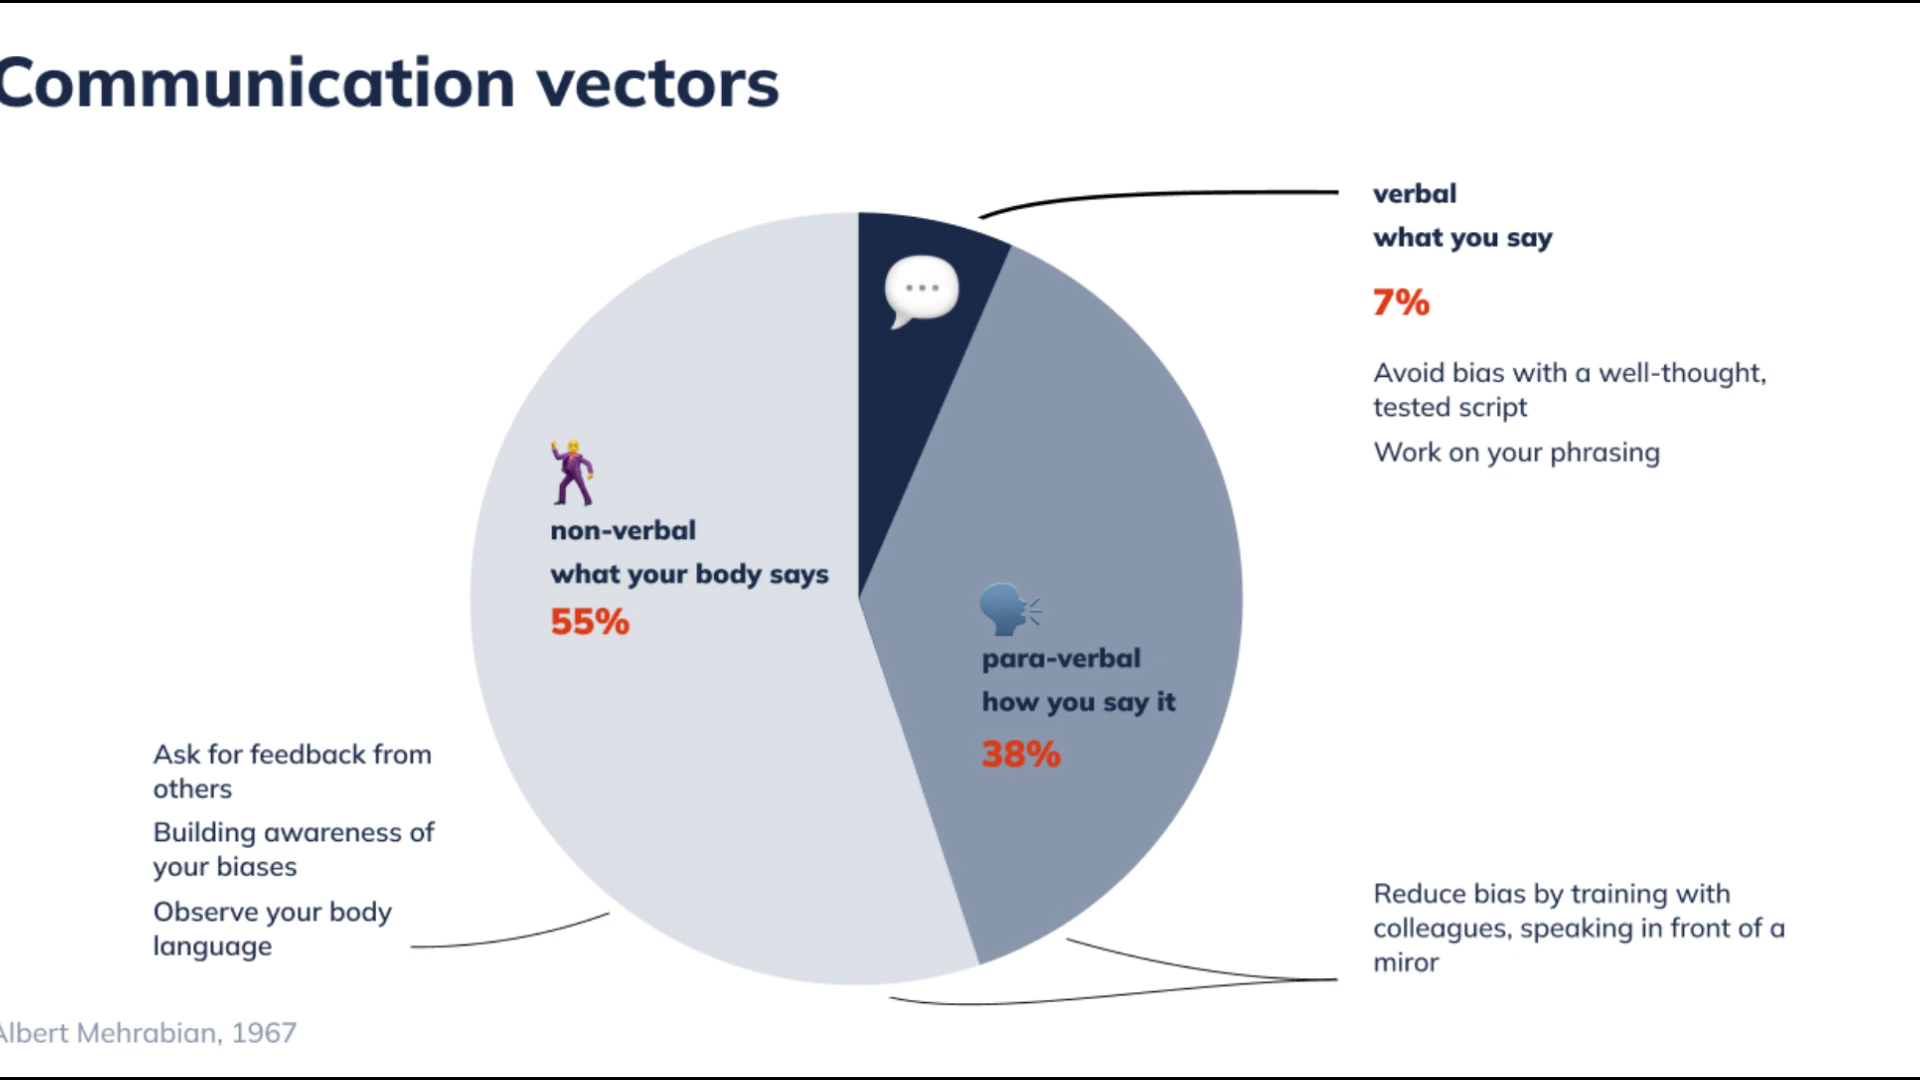 Communication vectors
verbal
what you say
7%
Avoid bias with a well-thought,
tested script
Work on your phrasing
non-verbal
what your body says
55%
para-verbal
how you say it
38%
Ask for feedback from
others
Building awareness of
your biases
Observe your body
language
Reduce bias by training with
colleagues, speaking in front of a
miror
Albert Mehrabian, 1967